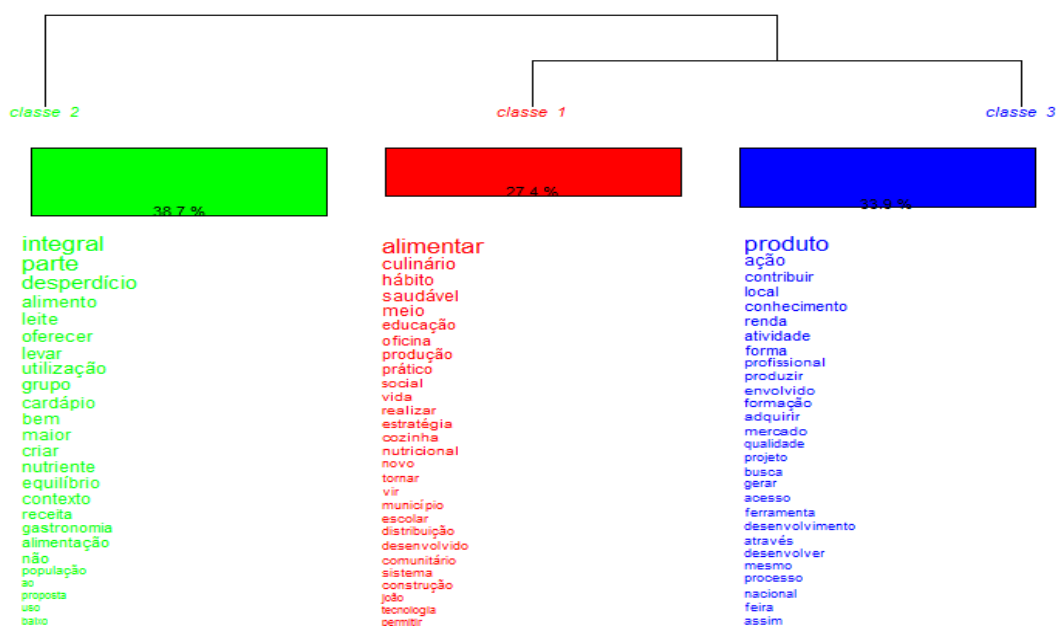 classe 2
classe 1
classe 3
38.7 %
27.4 %
33.9 %
integral
parte
desperdício
alimento
leite
oferecer
levar
utilização
grupo
cardápio
bem
maior
criar
nutriente
equilíbrio
contexto
receita
gastronomia
alimentação
não
população
ao
proposta
uso
baixo
alimentar
culinário
hábito
saudável
meio
educação
oficina
produção
prático
social
vida
realizar
estratégia
cozinha
nutricional
novo
tornar
vir
município
escolar
distribuição
desenvolvido
comunitário
sistema
construção
joão
tecnologia
permitir
produto
ação
contribuir
local
conhecimento
renda
atividade
forma
profissional
produzir
envolvido
formação
adquirir
mercado
qualidade
projeto
busca
gerar
acesso
ferramenta
desenvolvimento
através
desenvolver
mesmo
processo
nacional
feira
assim